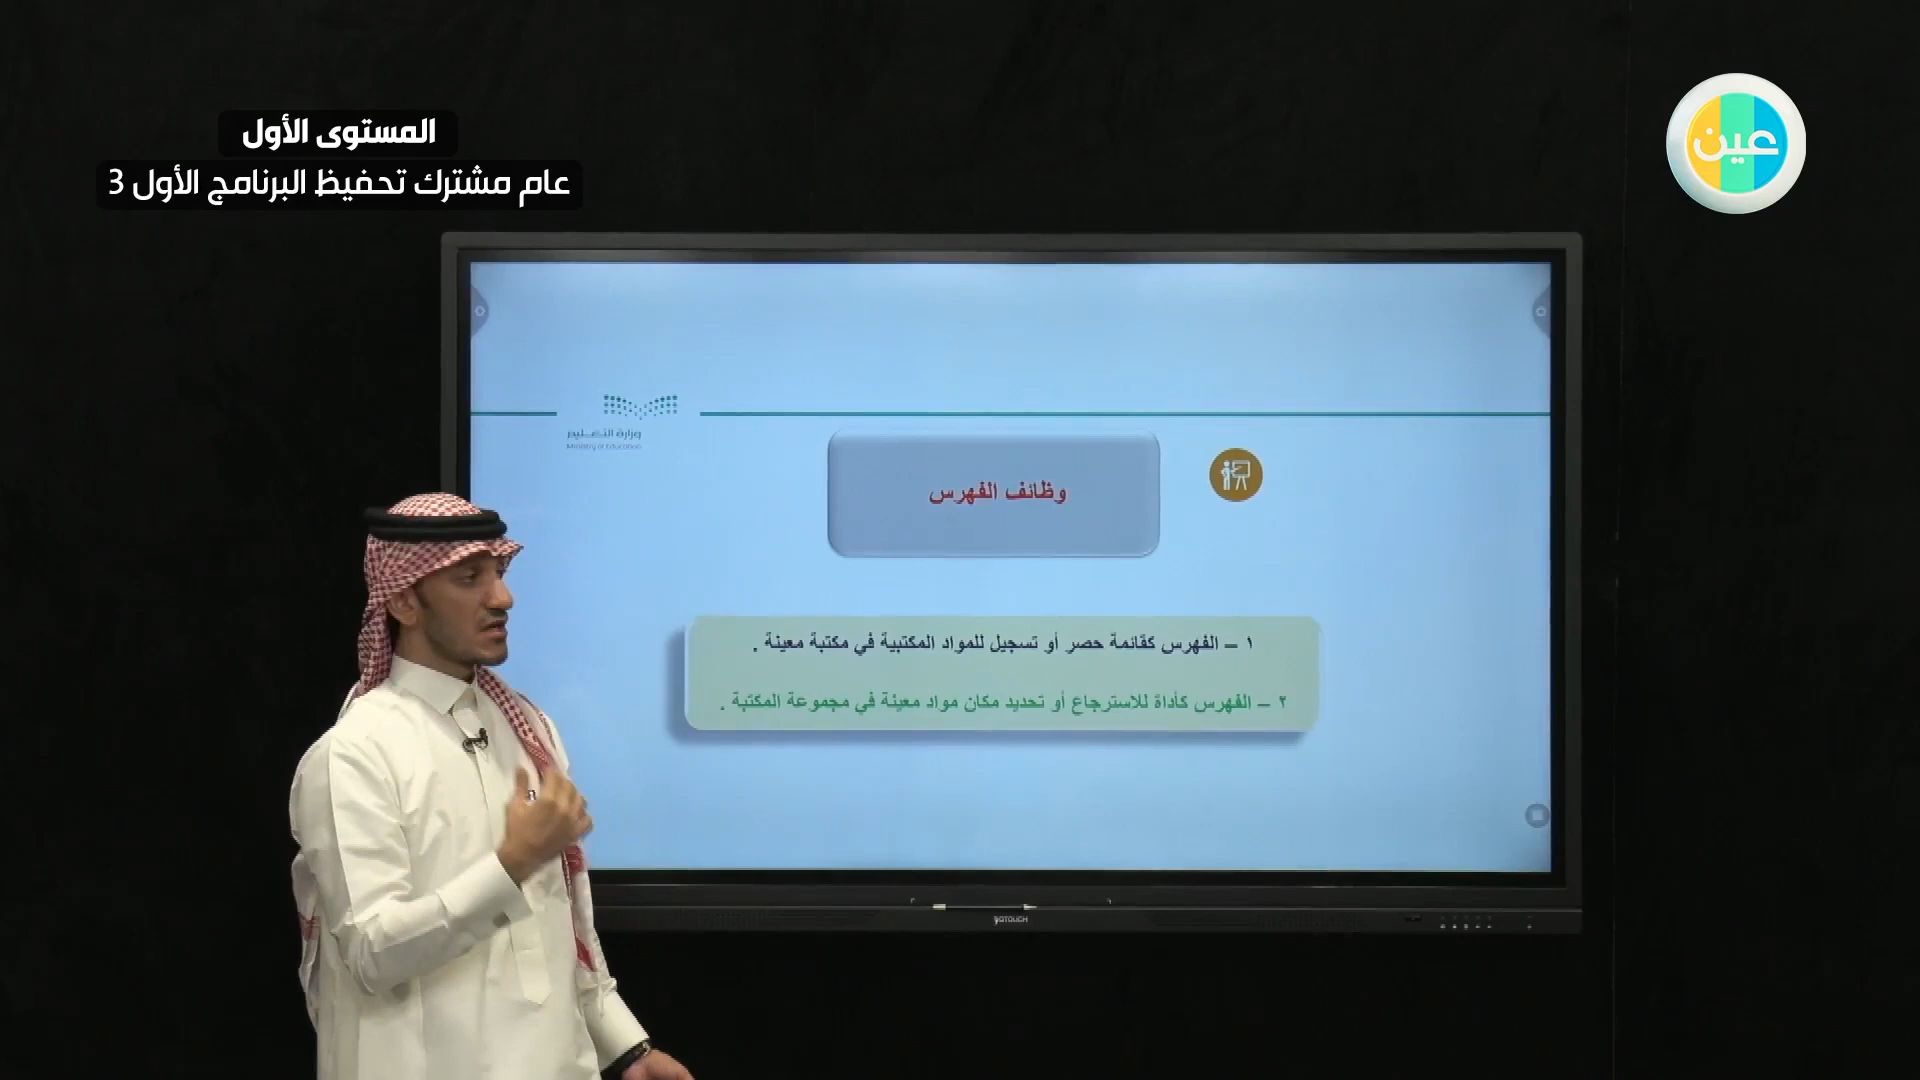 المستوى الأول
عام مشترك تحفيظ البرنامج الأول 3
عين
وزارة التعليم
Ministry of Education
وظائف الفهرس
١ – الفهرس كقائمة حصر أو تسجيل للمواد المكتبية في مكتبة معينة .
٢ – الفهرس كأداة للاسترجاع أو تحديد مكان مواد معينة في مجموعة المكتبة .